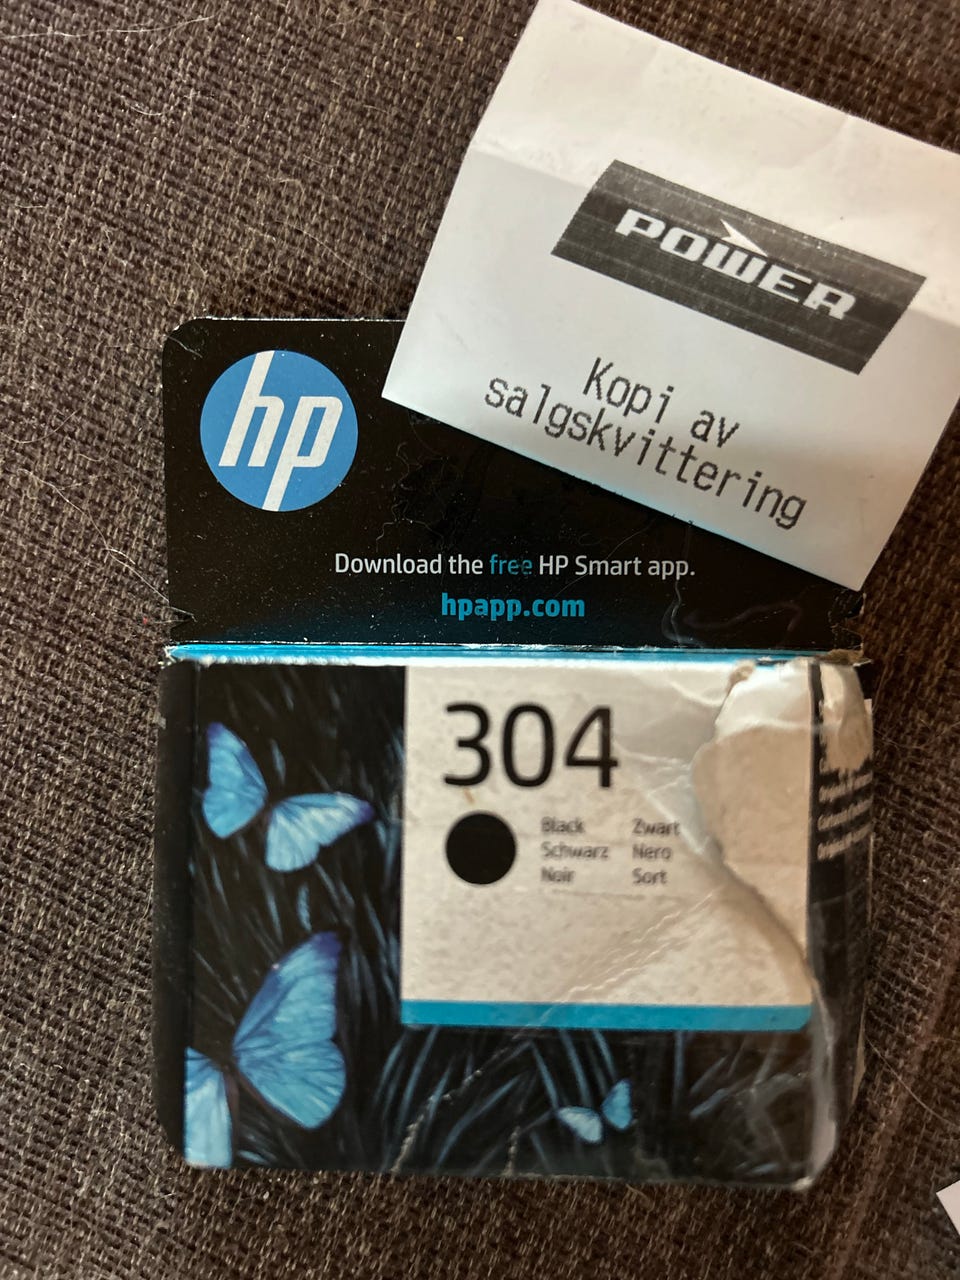 POWER
Kopi av
salgskvittering
hp
Download the free HP Smart app.
hpapp.com
304
Black Zwart
Schwarz Nero
Noir Sort